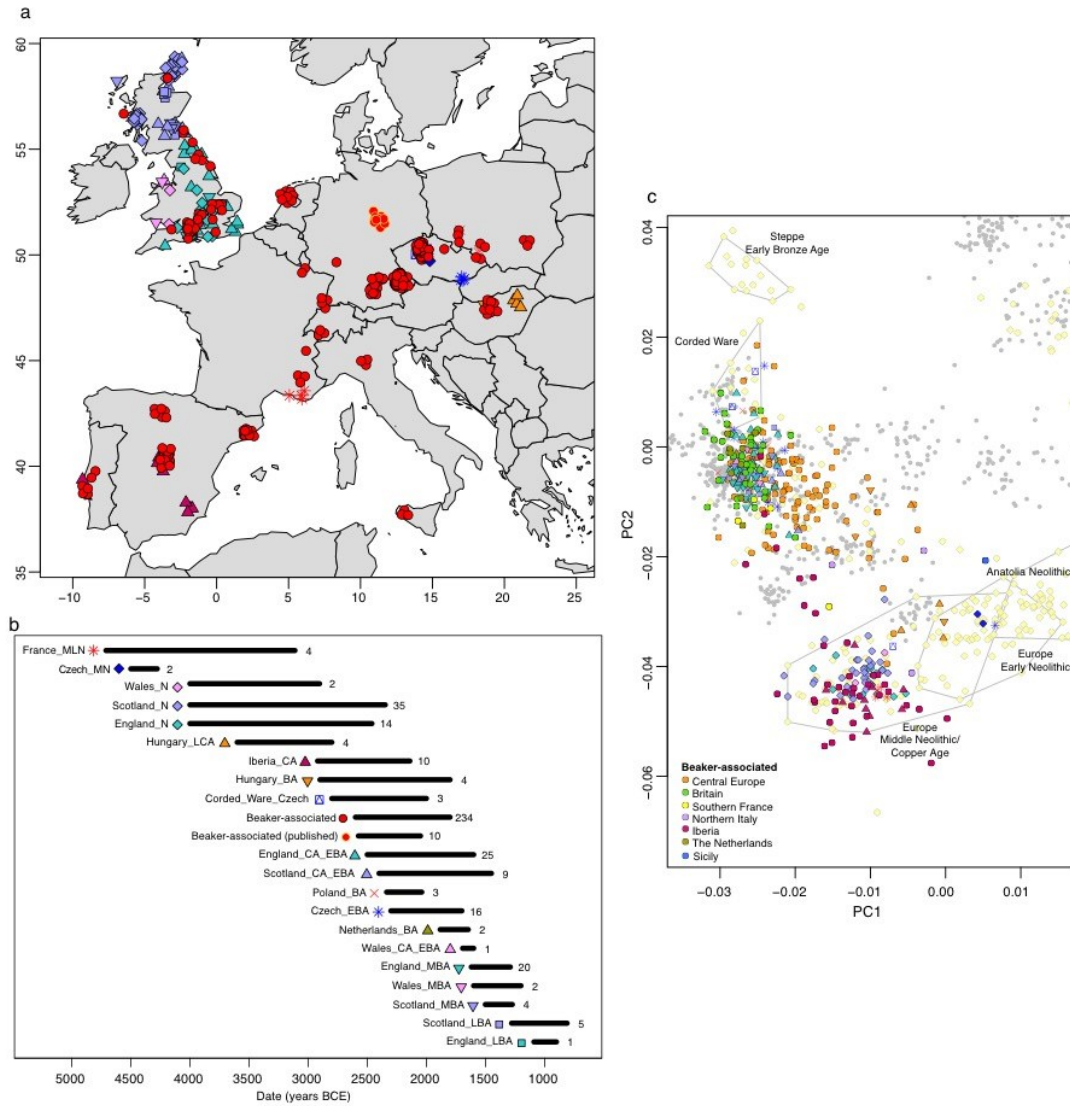 a
60
55
50
45
40
35
-10
-5
0
5
10
15
20
25
b
France_MLN 4
Czech_MN 2
Wales_N 2
Scotland_N 35
England_N 14
Hungary_LCA 4
Iberia_CA 10
Hungary_BA 4
Corded_Ware_Czech 3
Beaker-associated 234
Beaker-associated (published) 10
England_CA_EBA 25
Scotland_CA_EBA 9
Poland_BA 3
Czech_EBA 16
Netherlands_BA 2
Wales_CA_EBA 1
England_MBA 20
Wales_MBA 2
Scotland_MBA 4
Scotland_LBA 5
England_LBA 1
5000 4500 4000 3500 3000 2500 2000 1500 1000
Date (years BCE)
c
0.04
0.02
0.00
-0.02
-0.04
-0.06
PC2
Steppe
Early Bronze Age
Corded Ware
Anatolia Neolithic
Europe
Early Neolithic
Europe
Middle Neolithic/
Copper Age
Beaker-associated
Central Europe
Britain
Southern France
Northern Italy
Iberia
The Netherlands
Sicily
-0.03 -0.02 -0.01 0.00 0.01
PC1